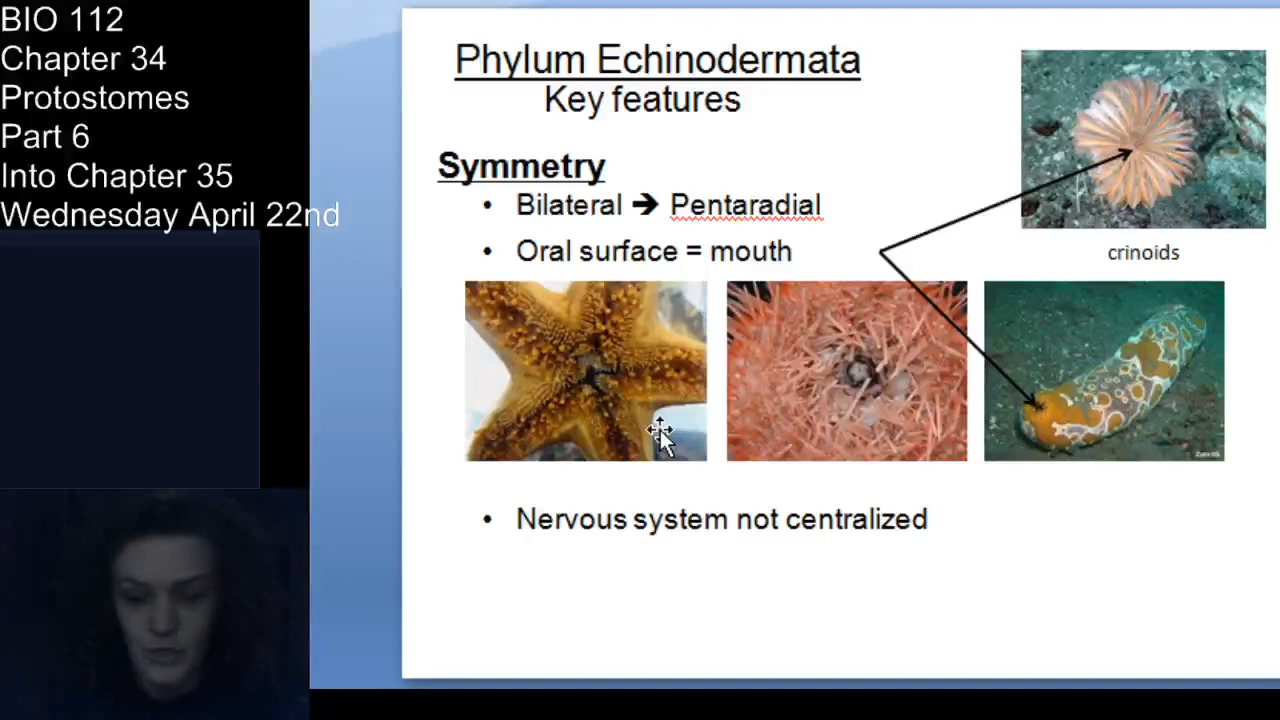 BIO 112
Chapter 34
Protostomes
Part 6
Into Chapter 35
Wednesday April 22nd
Phylum Echinodermata
Key features
Symmetry
• Bilateral ➔ Pentaradial
• Oral surface = mouth
crinoids
• Nervous system not centralized